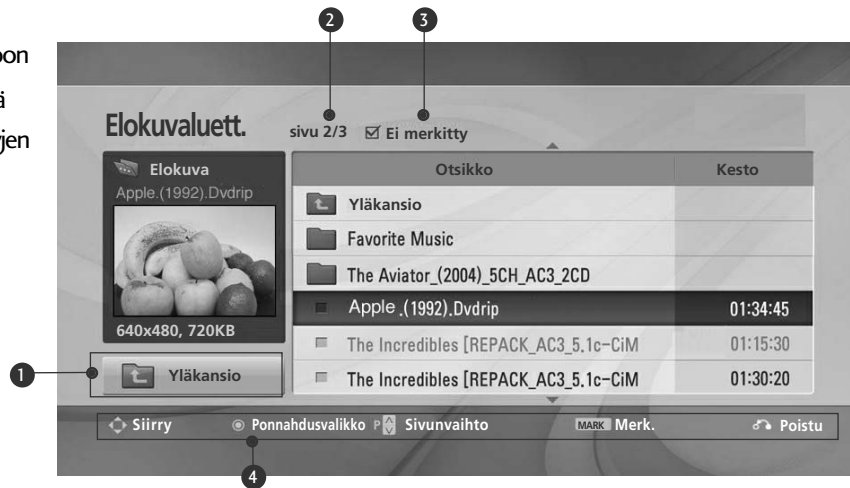 2 3
Elokuvaluett. sivu 2/3 Ei merkitty
Elokuva
Apple.(1992).Dvdrip
640x480, 720KB
1 Yläkansio
Otsikko Kesto
Yläkansio
Favorite Music
The Aviator_(2004)_5CH_AC3_2CD
Apple .(1992).Dvdrip 01:34:45
The Incredibles [REPACK_AC3_5.1c-CiM 01:15:30
The Incredibles [REPACK_AC3_5.1c-CiM 01:30:20
Siirry Ponnahdusvalikko P Sivunvaihto MARK Merk. Poistu
4